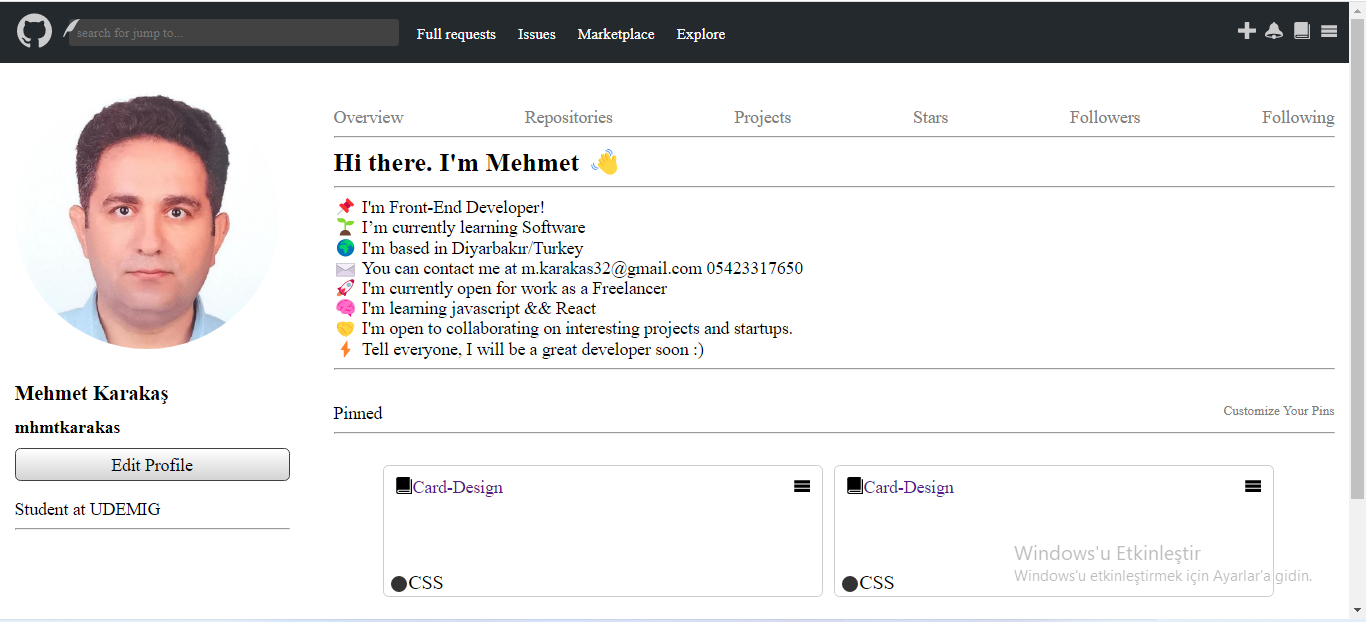 search for jump to...
Full requests Issues Marketplace Explore
Overview Repositories Projects Stars Followers Following
Hi there. I'm Mehmet 👋
📌 I'm Front-End Developer!
🌱 I’m currently learning Software
🌍 I'm based in Diyarbakır/Turkey
✉️ You can contact me at m.karakas32@gmail.com 05423317650
🚀 I'm currently open for work as a Freelancer
🧠 I'm learning javascript && React
🤝 I'm open to collaborating on interesting projects and startups.
⚡ Tell everyone, I will be a great developer soon :)
Mehmet Karakaş
mhmtkarakas
Edit Profile
Student at UDEMIG
Pinned Customize Your Pins
Card-Design
CSS
Card-Design
CSS
Windows'u Etkinleştir
Windows'u etkinleştirmek için Ayarlar'a gidin.